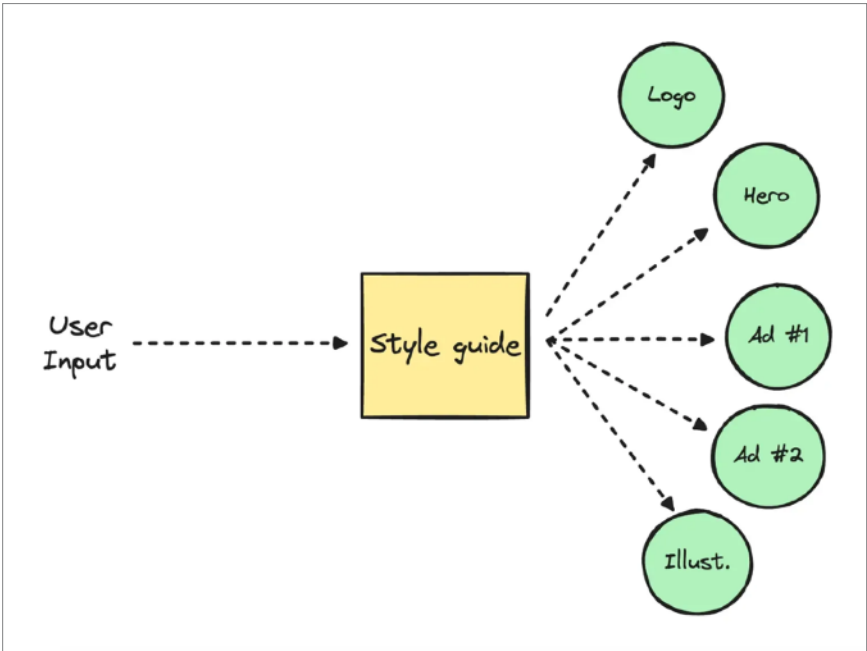 Logo
Hero
User
Input
Style guide
Ad #1
Ad #2
Illust.